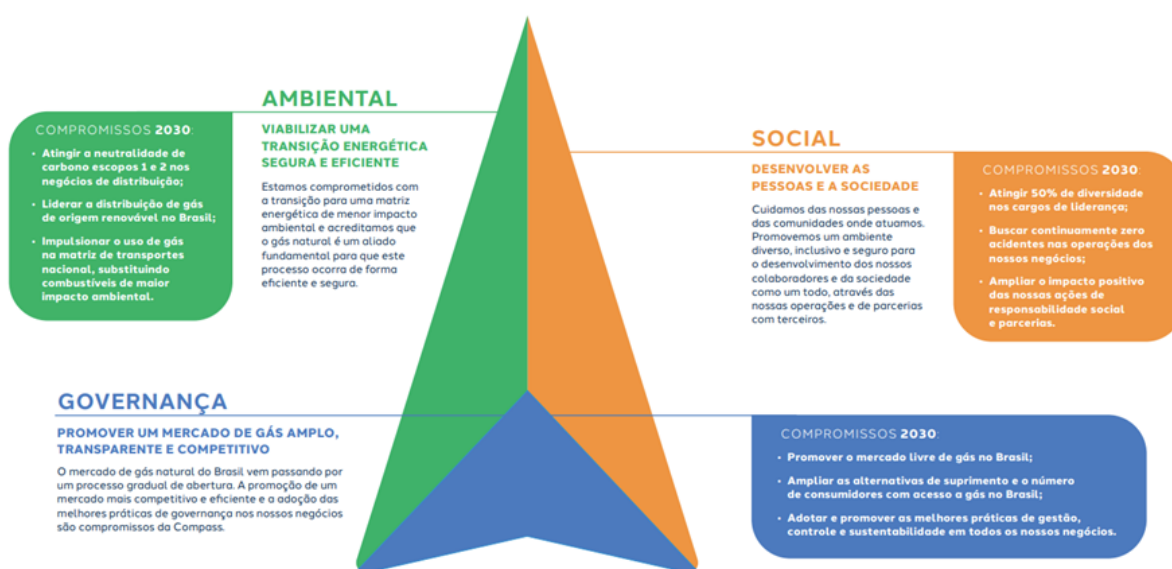 AMBIENTAL
COMPROMISSOS 2030:
• Atingir a neutralidade de
carbono escopos 1 e 2 nos
negócios de distribuição;
• Liderar a distribuição de gás
de origem renovável no Brasil;
• Impulsionar o uso de gás
na matriz de transportes
nacional, substituindo
combustíveis de maior
impacto ambiental.
VIABILIZAR UMA
TRANSIÇÃO ENERGÉTICA
SEGURA E EFICIENTE
Estamos comprometidos com
a transição para uma matriz
energética de menor impacto
ambiental e acreditamos que
o gás natural é um aliado
fundamental para que este
processo ocorra de forma
eficiente e segura.
SOCIAL
DESENVOLVER AS
PESSOAS E A SOCIEDADE
Cuidamos das nossas pessoas e
das comunidades onde atuamos.
Promovemos um ambiente
diverso, inclusivo e seguro para
o desenvolvimento dos nossos
colaboradores e da sociedade
como um todo, através das
nossas operações e de parcerias
com terceiros.
COMPROMISSOS 2030:
• Atingir 50% de diversidade
nos cargos de liderança;
• Buscar continuamente zero
acidentes nas operações dos
nossos negócios;
• Ampliar o impacto positivo
das nossas ações de
responsabilidade social
e parcerias.
GOVERNANÇA
PROMOVER UM MERCADO DE GÁS AMPLO,
TRANSPARENTE E COMPETITIVO
O mercado de gás natural do Brasil vem passando por
um processo gradual de abertura. A promoção de um
mercado mais competitivo e eficiente e a adoção das
melhores práticas de governança nos nossos negócios
são compromissos da Compass.
COMPROMISSOS 2030:
• Promover o mercado livre de gás no Brasil;
• Ampliar as alternativas de suprimento e o número
de consumidores com acesso a gás no Brasil;
• Adotar e promover as melhores práticas de gestão,
controle e sustentabilidade em todos os nossos negócios.